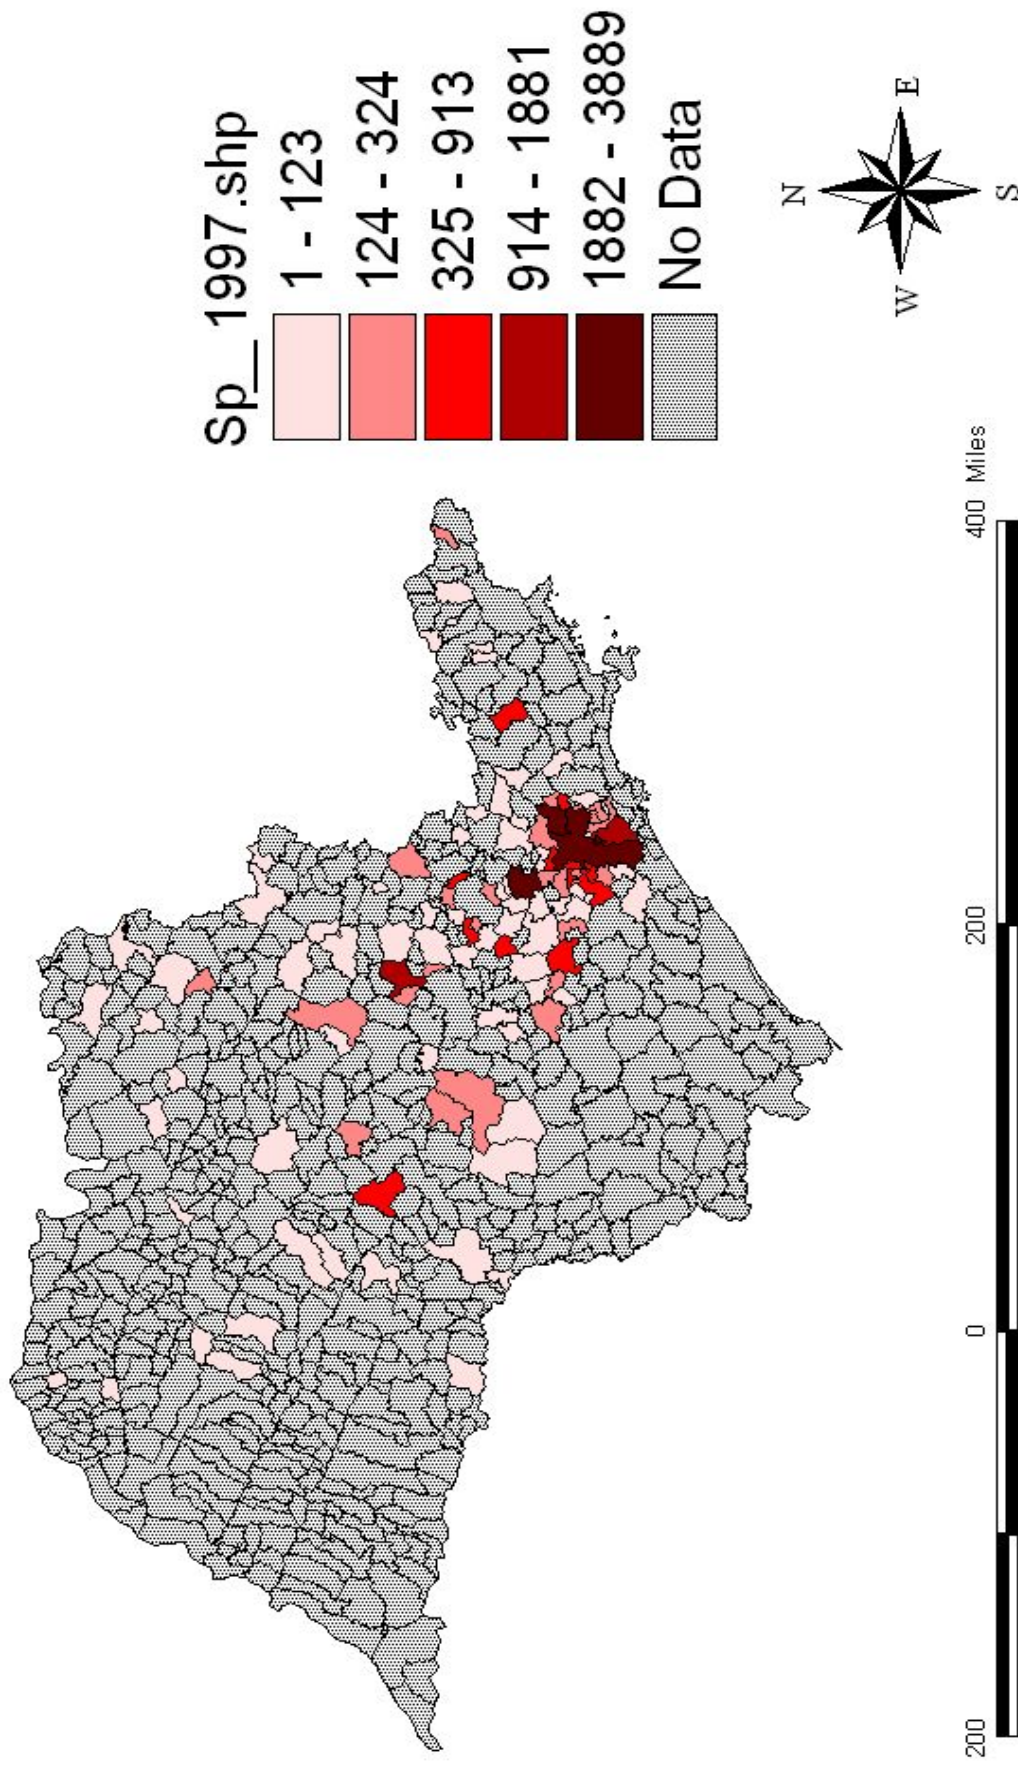 Sp__1997.shp
1 - 123
124 - 324
325 - 913
914 - 1881
1882 - 3889
No Data
N
W
E
S
200
0
200
400 Miles